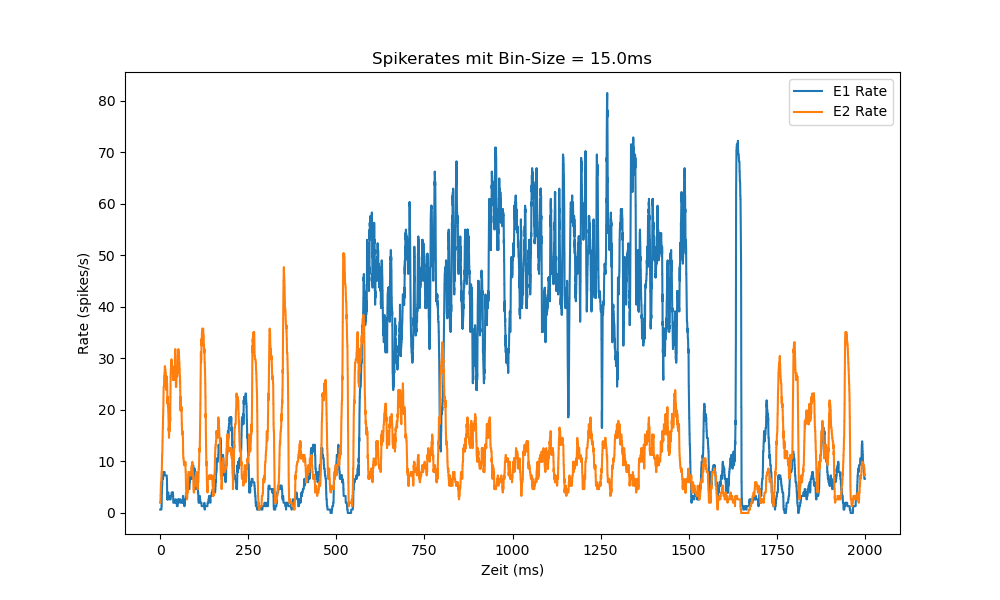 Spikerates mit Bin-Size = 15.0ms
E1 Rate
E2 Rate
80
70
60
50
40
30
20
10
0
Rate (spikes/s)
0 250 500 750 1000 1250 1500 1750 2000
Zeit (ms)